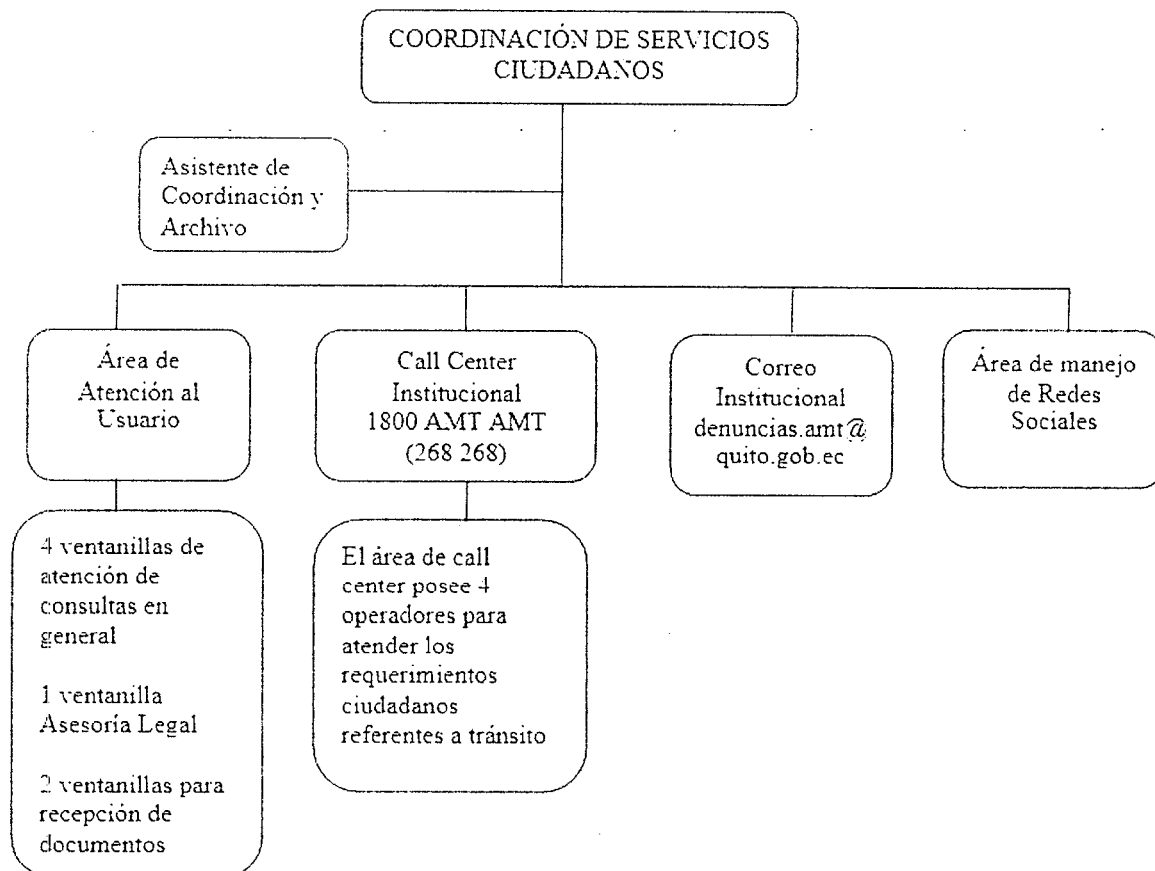 COORDINACIÓN DE SERVICIOS
CIUDADANOS
Asistente de
Coordinación y
Archivo
Área de
Atención al
Usuario
Call Center
Institucional
1800 AMT AMT
(268 268)
Correo
Institucional
denuncias.amt@
quito.gob.ec
Área de manejo
de Redes
Sociales
4 ventanillas de
atención de
consultas en
general
1 ventanilla
Asesoría Legal
2 ventanillas para
recepción de
documentos
El área de call
center posee 4
operadores para
atender los
requerimientos
ciudadanos
referentes a tránsito